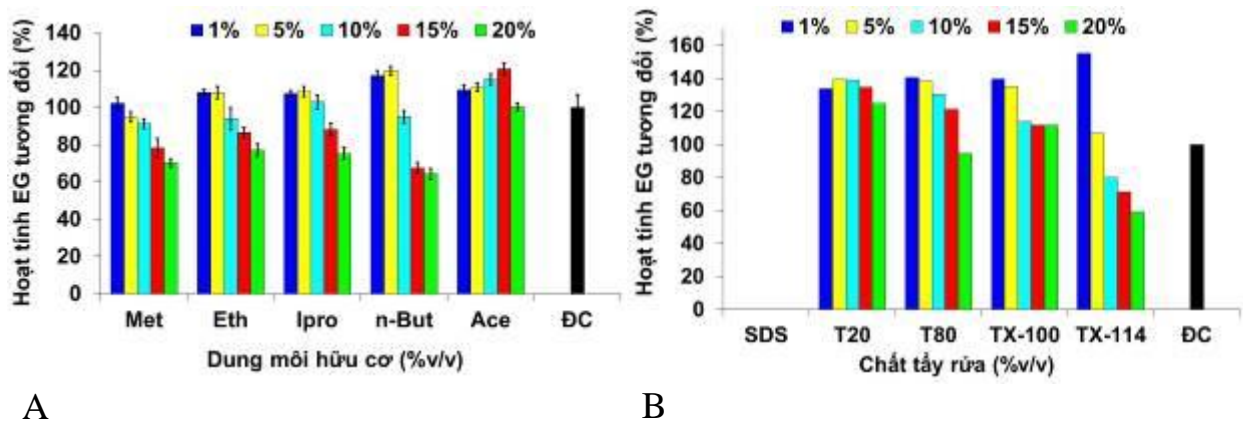 Hoạt tính EG tương đối (%)
140
120
100
80
60
40
20
0
1% 5% 10% 15% 20%
Met Eth Ipro n-But Ace ĐC
Dung môi hữu cơ (%v/v)
A
Hoạt tính EG tương đối (%)
160
140
120
100
80
60
40
20
0
1% 5% 10% 15% 20%
SDS T20 T80 TX-100 TX-114 ĐC
Chất tẩy rửa (%v/v)
B